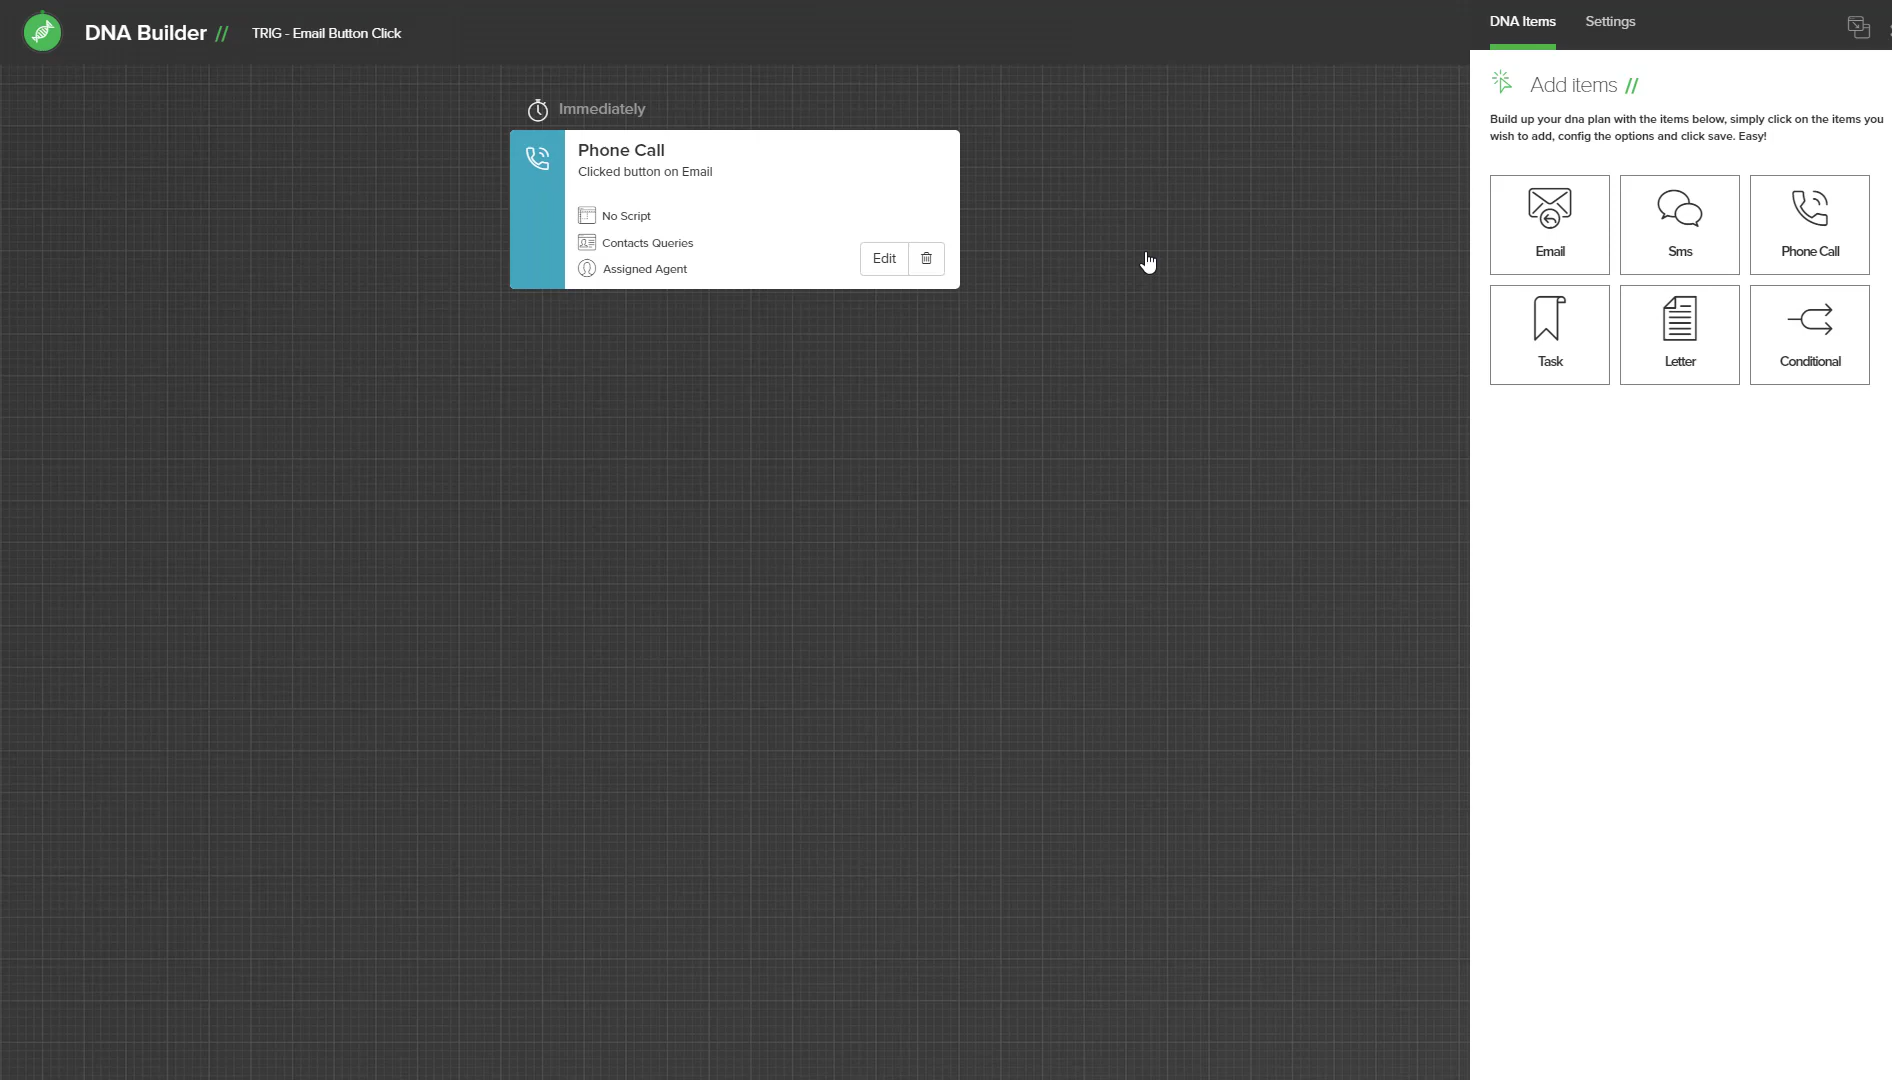 DNA Builder // TRIG - Email Button Click
DNA Items
Settings
Immediately
Phone Call
Clicked button on Email
No Script
Contacts Queries
Assigned Agent
Edit
Add items //
Build up your dna plan with the items below, simply click on the items you
wish to add, config the options and click save. Easy!
Email
Sms
Phone Call
Task
Letter
Conditional